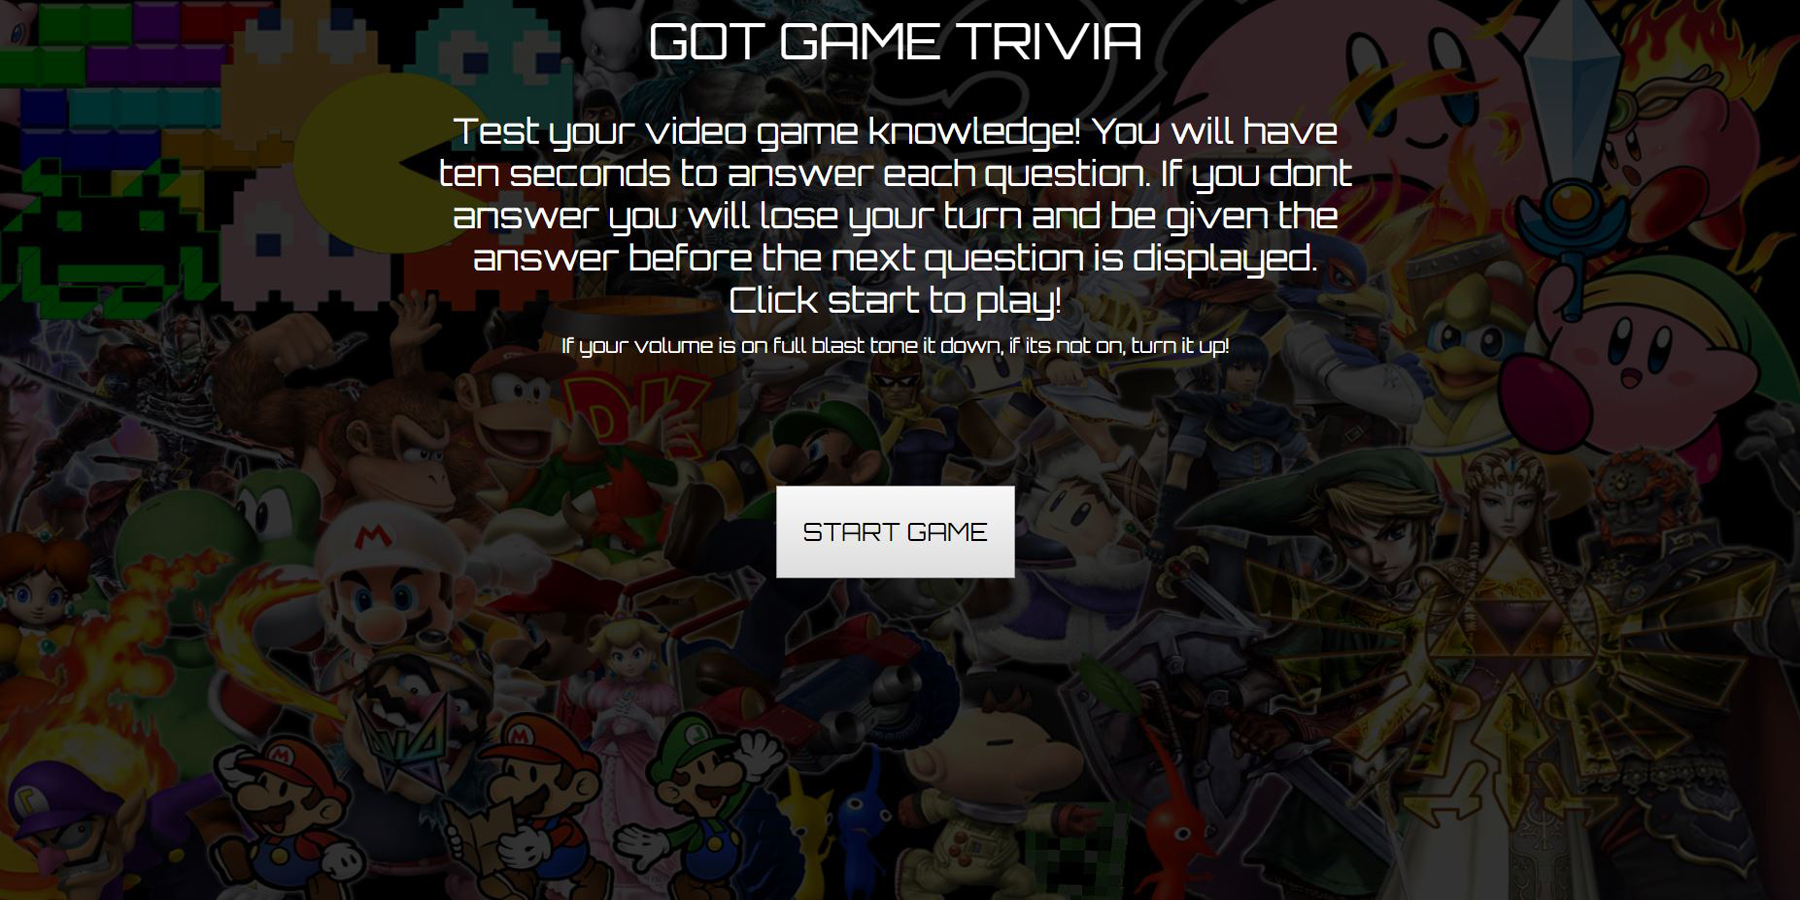 GOT GAME TRIVIA
Test your video game knowledge! You will have
ten seconds to answer each question. If you dont
answer you will lose your turn and be given the
answer before the next question is displayed.
Click start to play!
If your volume is on full blast tone it down, if its not on, turn it up!
DK
M
START GAME
M
M
L